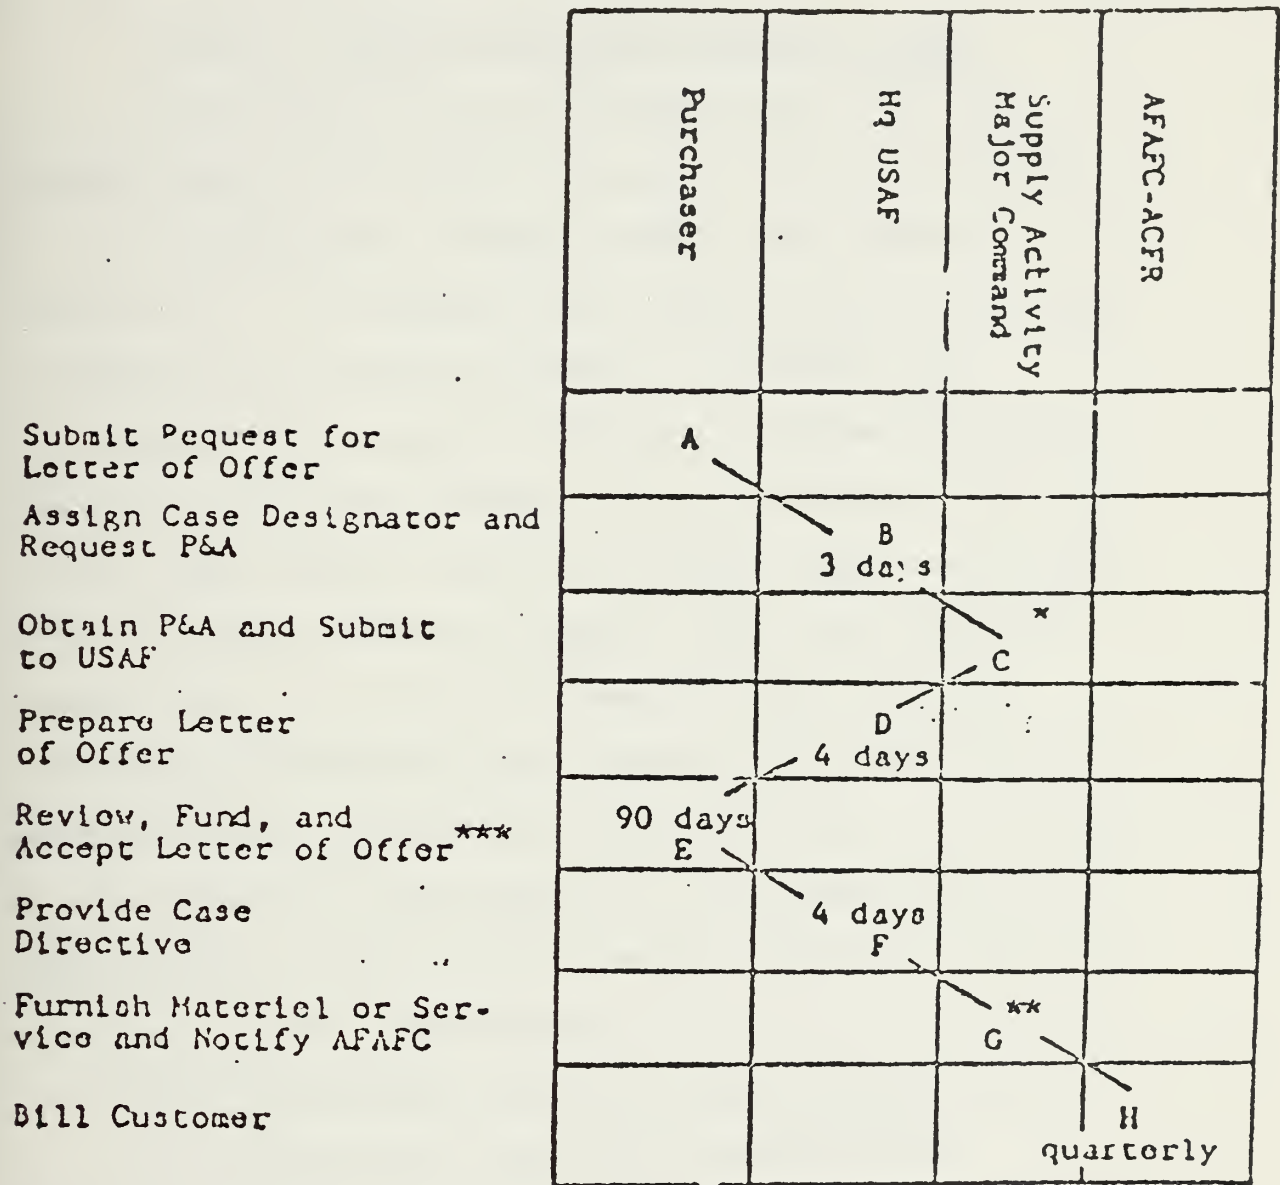 Purchaser
Hq USAF
Supply Activity
Major Command
AFAFC-ACFR
Submit Request for
Letter of Offer
A
Assign Case Designator and
Request P&A
B
3 days
Obtain P&A and Submit
to USAF
*
C
Prepare Letter
of Offer
D
4 days
Review, Fund, and
Accept Letter of Offer***
90 days
E
Provide Case
Directive
4 days
F
Furnish Materiel or Ser-
vice and Notify AFAFC
**
G
Bill Customer
H
quarterly